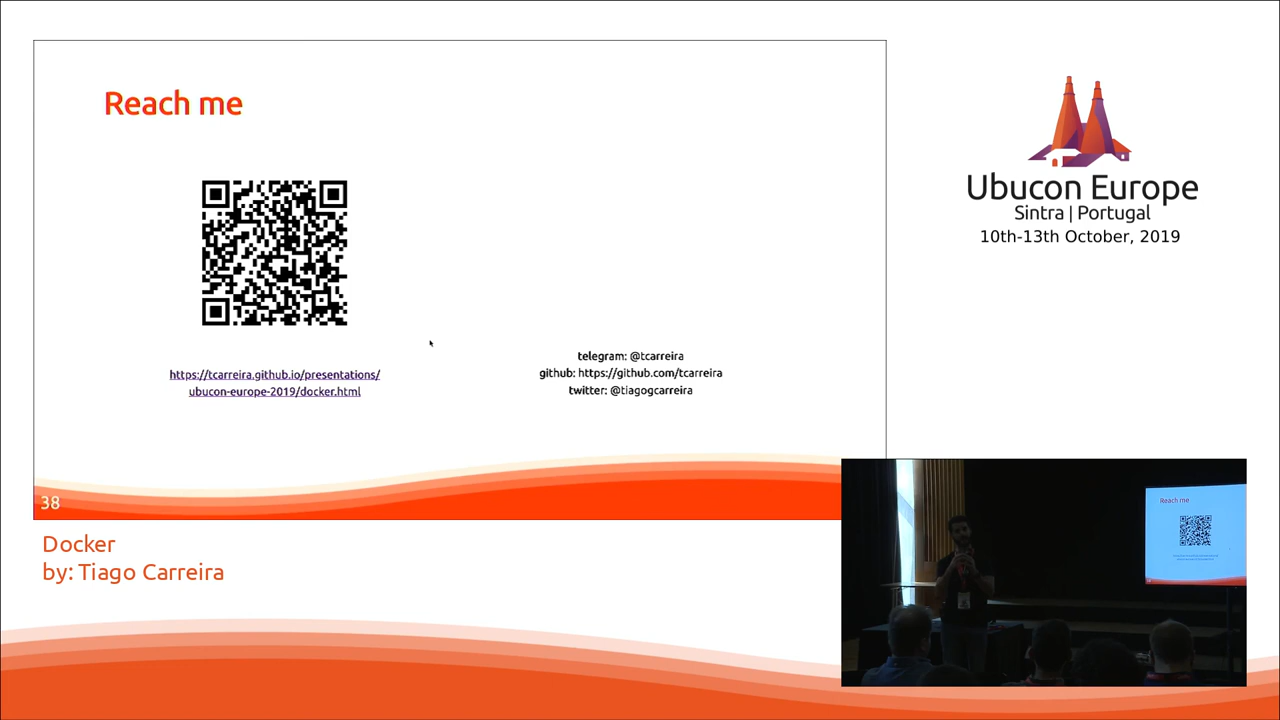 Reach me
https://tcarreira.github.io/presentations/
ubucon-europe-2019/docker.html
telegram: @tcarreira
github: https://github.com/tcarreira
twitter: @tiagogcarreira
38
Docker
by: Tiago Carreira
Ubucon Europe
Sintra | Portugal
10th-13th October, 2019
Reach me